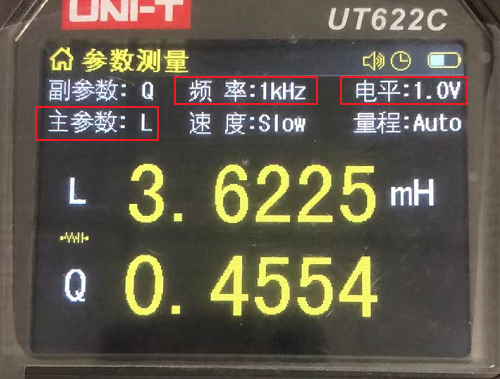 UNI-T
UT622C
参数测量
副参数: Q 频 率:1kHz 电平:1.0V
主参数: L 速 度:Slow 量程:Auto
L 3.6225 mH
Q 0.4554